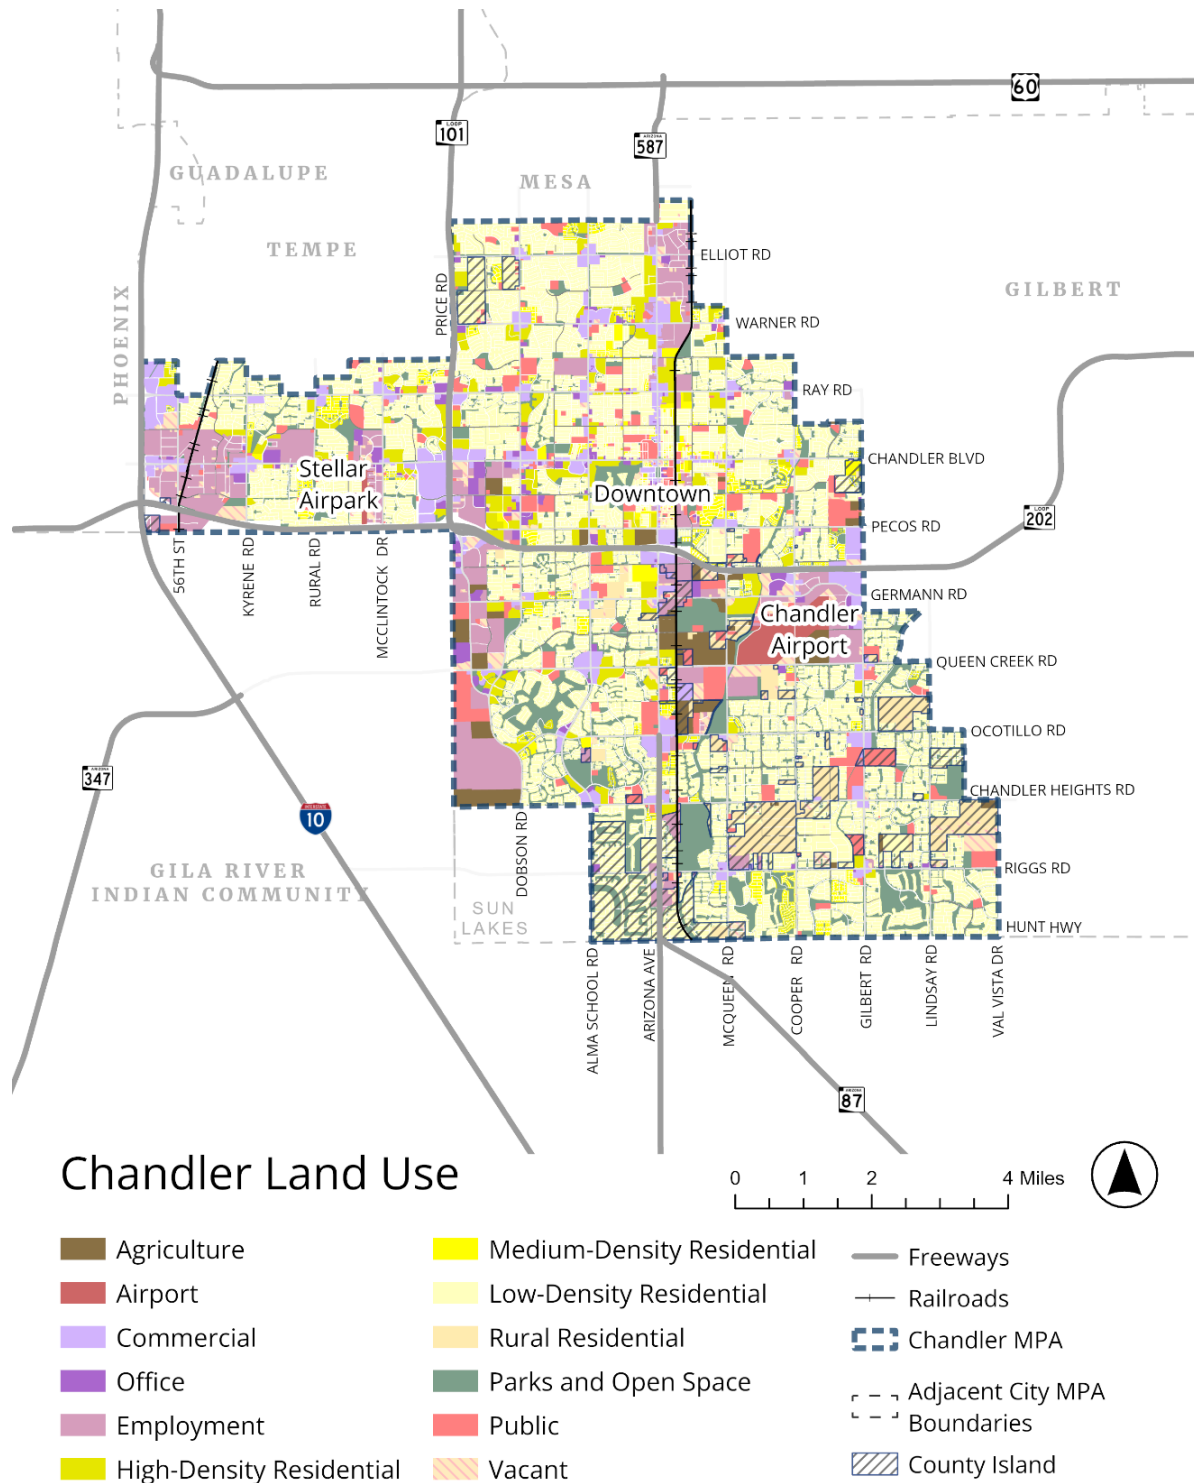 60
LOOP
101
ARIZONA
587
GUADALUPE
MESA
TEMPE
ELLIOT RD
GILBERT
PHOENIX
PRICE RD
WARNER RD
RAY RD
CHANDLER BLVD
Stellar
Airpark
Downtown
LOOP
202
PECOS RD
56TH ST
KYRENE RD
RURAL RD
MCCLINTOCK DR
GERMANN RD
Chandler
Airport
QUEEN CREEK RD
OCOTILLO RD
ARIZONA
347
10
CHANDLER HEIGHTS RD
DOBSON RD
GILA RIVER
INDIAN COMMUNITY
RIGGS RD
SUN
LAKES
HUNT HWY
ALMA SCHOOL RD
ARIZONA AVE
MCQUEEN RD
COOPER RD
GILBERT RD
LINDSAY RD
VAL VISTA DR
ARIZONA
87
Chandler Land Use
0 1 2 4 Miles
Agriculture
Airport
Commercial
Office
Employment
High-Density Residential
Medium-Density Residential
Low-Density Residential
Rural Residential
Parks and Open Space
Public
Vacant
Freeways
Railroads
Chandler MPA
Adjacent City MPA
Boundaries
County Island